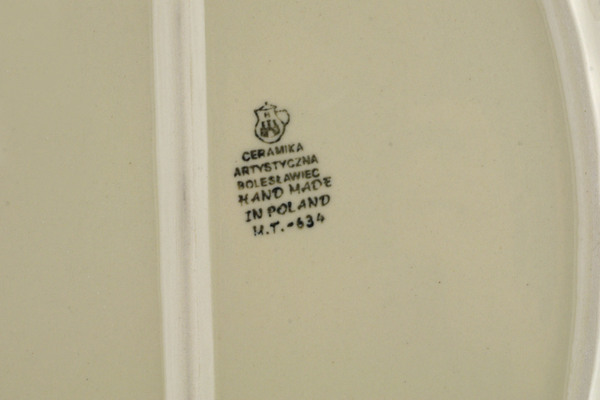 CERAMIKA
ARTYSTYCZNA
BOLESŁAWIEC
HAND MADE
IN POLAND
U.T.-634